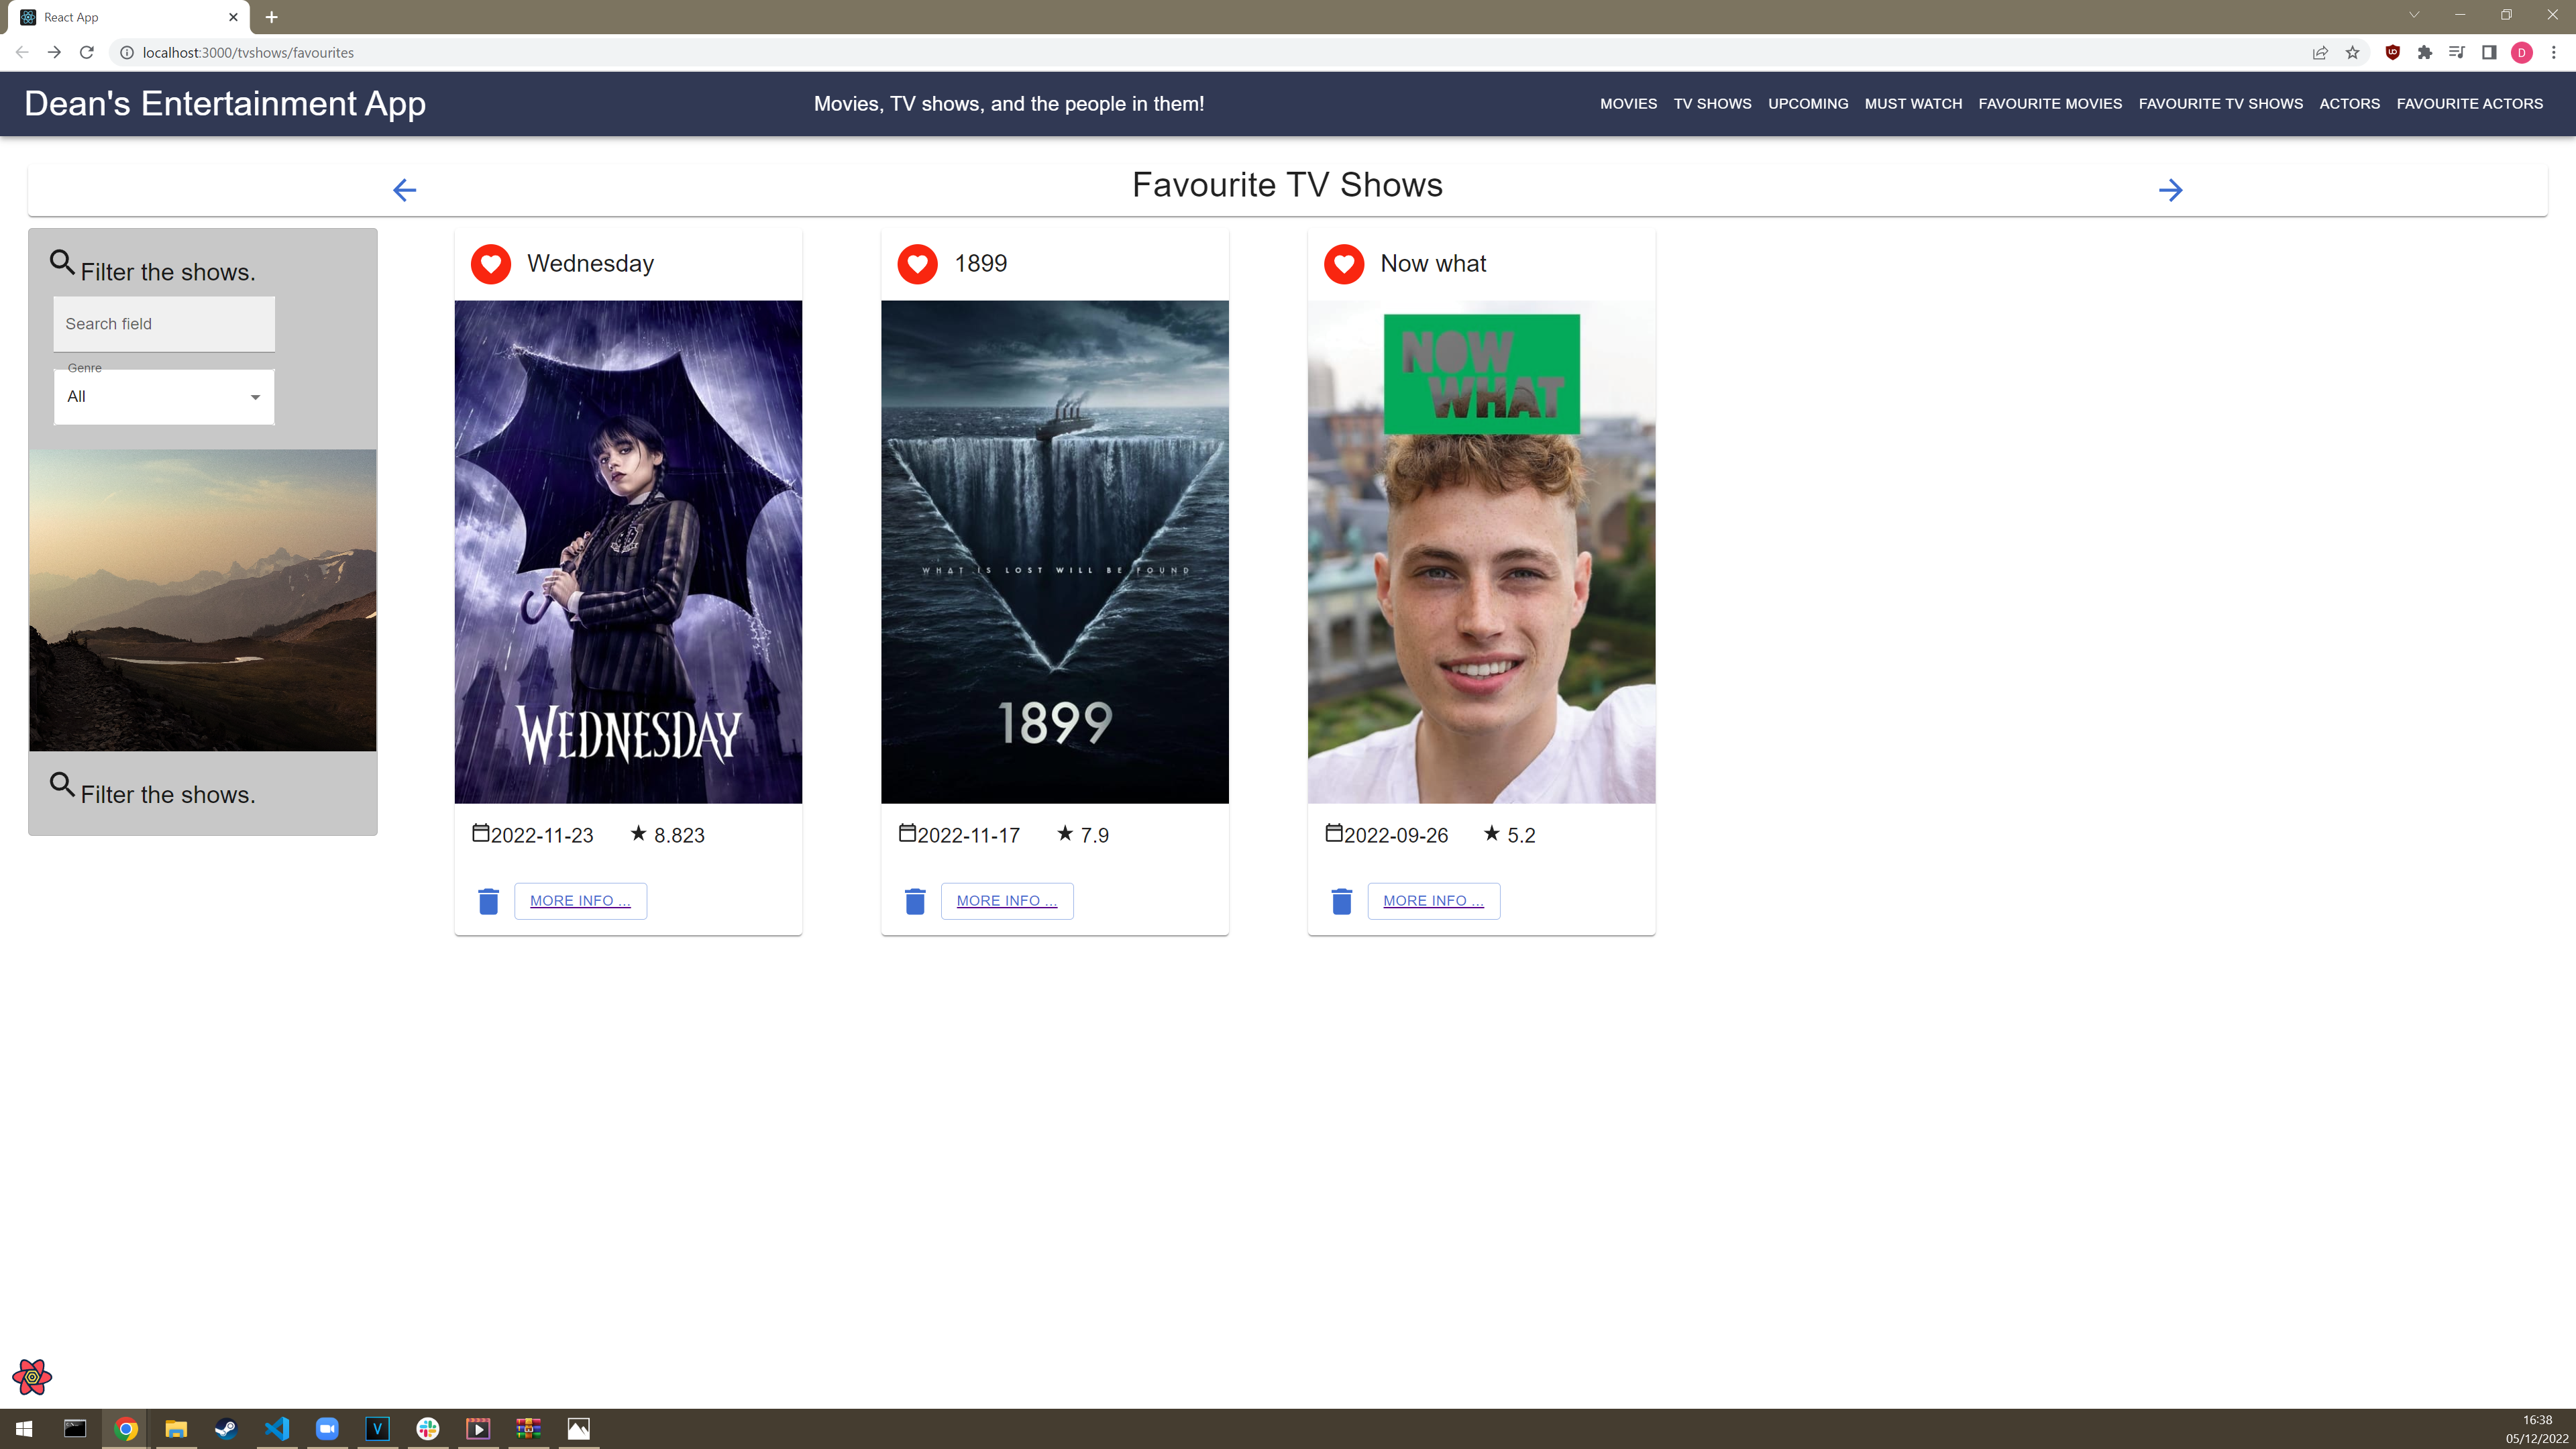 React App
localhost:3000/tvshows/favourites
D
Dean's Entertainment App
Movies, TV shows, and the people in them!
MOVIES TV SHOWS UPCOMING MUST WATCH FAVOURITE MOVIES FAVOURITE TV SHOWS ACTORS FAVOURITE ACTORS
Favourite TV Shows
Filter the shows.
Search field
Genre
All
Filter the shows.
Wednesday
WEDNESDAY
2022-11-23 8.823
MORE INFO ...
1899
WHAT IS LOST WILL BE FOUND
1899
2022-11-17 7.9
MORE INFO ...
Now what
NOW
WHAT
2022-09-26 5.2
MORE INFO ...
V
16:38
05/12/2022